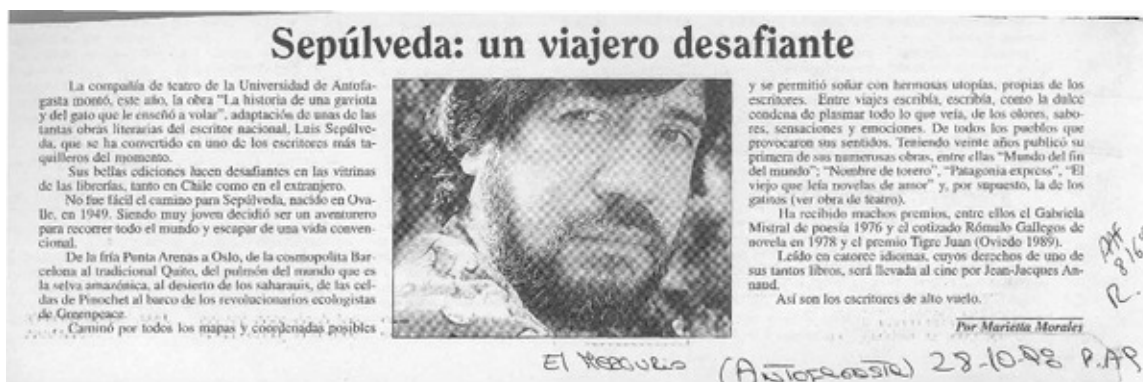 Sepúlveda: un viajero desafiante
La compañía de teatro de la Universidad de Antofa-
gasta montó, este año, la obra "La historia de una gaviota
y del gato que le enseñó a volar", adaptación de unas de las
tantas obras literarias del escritor nacional, Luis Sepúlve-
da, que se ha convertido en uno de los escritores más ta-
quilleros del momento.
Sus bellas ediciones lucen desafiantes en las vitrinas
de las librerías, tanto en Chile como en el extranjero.
No fue fácil el camino para Sepúlveda, nacido en Ova-
lle, en 1949. Siendo muy joven decidió ser un aventurero
para recorrer todo el mundo y escapar de una vida conven-
cional.
De la fría Punta Arenas a Oslo, de la cosmopolita Bar-
celona al tradicional Quito, del pulmón del mundo que es
la selva amazónica, al desierto de los saharauis, de las cel-
das de Pinochet al barco de los revolucionarios ecologistas
de Greenpeace.
Caminó por todos los mapas y coordenadas posibles
y se permitió soñar con hermosas utopías, propias de los
escritores. Entre viajes escribía, escribía, como la dulce
condena de plasmar todo lo que veía, de los olores, sabo-
res, sensaciones y emociones. De todos los pueblos que
provocaron sus sentidos. Teniendo veinte años publicó su
primera de sus numerosas obras, entre ellas "Mundo del fin
del mundo"; "Nombre de torero", "Patagonia express", "El
viejo que leía novelas de amor" y, por supuesto, la de los
gatitos (ver obra de teatro).
Ha recibido muchos premios, entre ellos el Gabriela
Mistral de poesía 1976 y el cotizado Rómulo Gallegos de
novela en 1978 y el premio Tigre Juan (Oviedo 1989).
Leído en catorce idiomas, cuyos derechos de uno de
sus tantos libros, será llevada al cine por Jean-Jacques An-
naud.
Así son los escritores de alto vuelo.
Por Marietta Morales
El Mercurio (Antofagasta) 28-10-98 P.A9